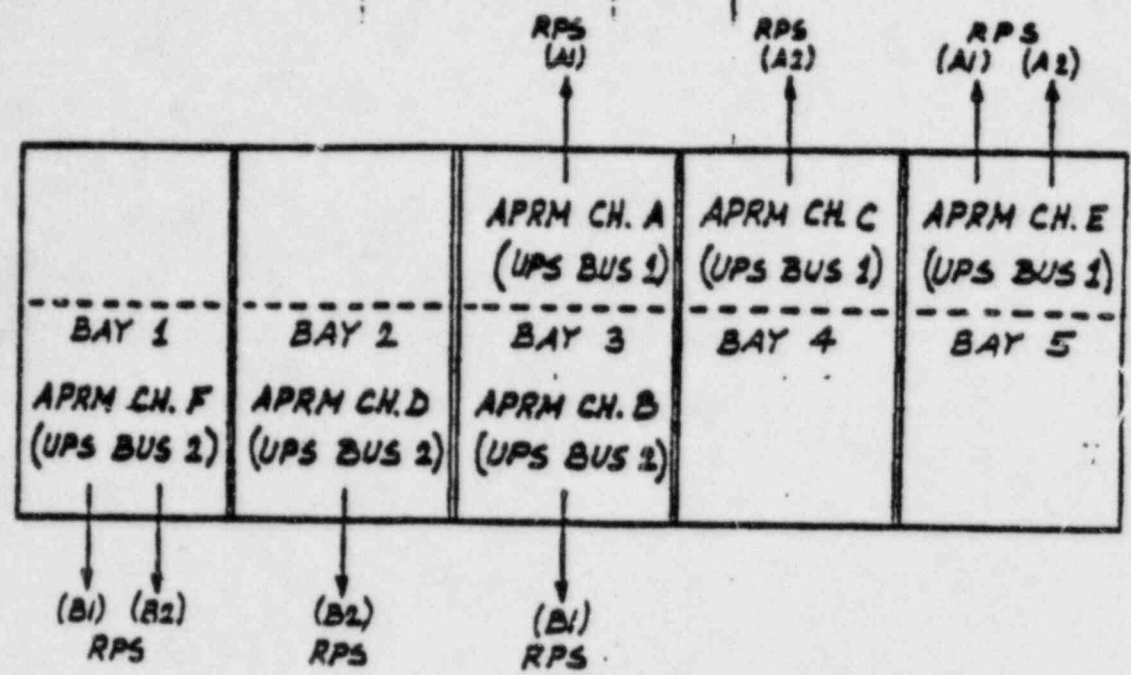 RPS
(A1)
RPS
(A2)
RPS
(A1) (A2)
APRM CH. A
(UPS BUS 1)
APRM CH. C
(UPS BUS 1)
APRM CH. E
(UPS BUS 1)
BAY 1
BAY 2
BAY 3
BAY 4
BAY 5
APRM CH. F
(UPS BUS 2)
APRM CH. D
(UPS BUS 2)
APRM CH. B
(UPS BUS 2)
(B1) (B2)
RPS
(B2)
RPS
(B1)
RPS